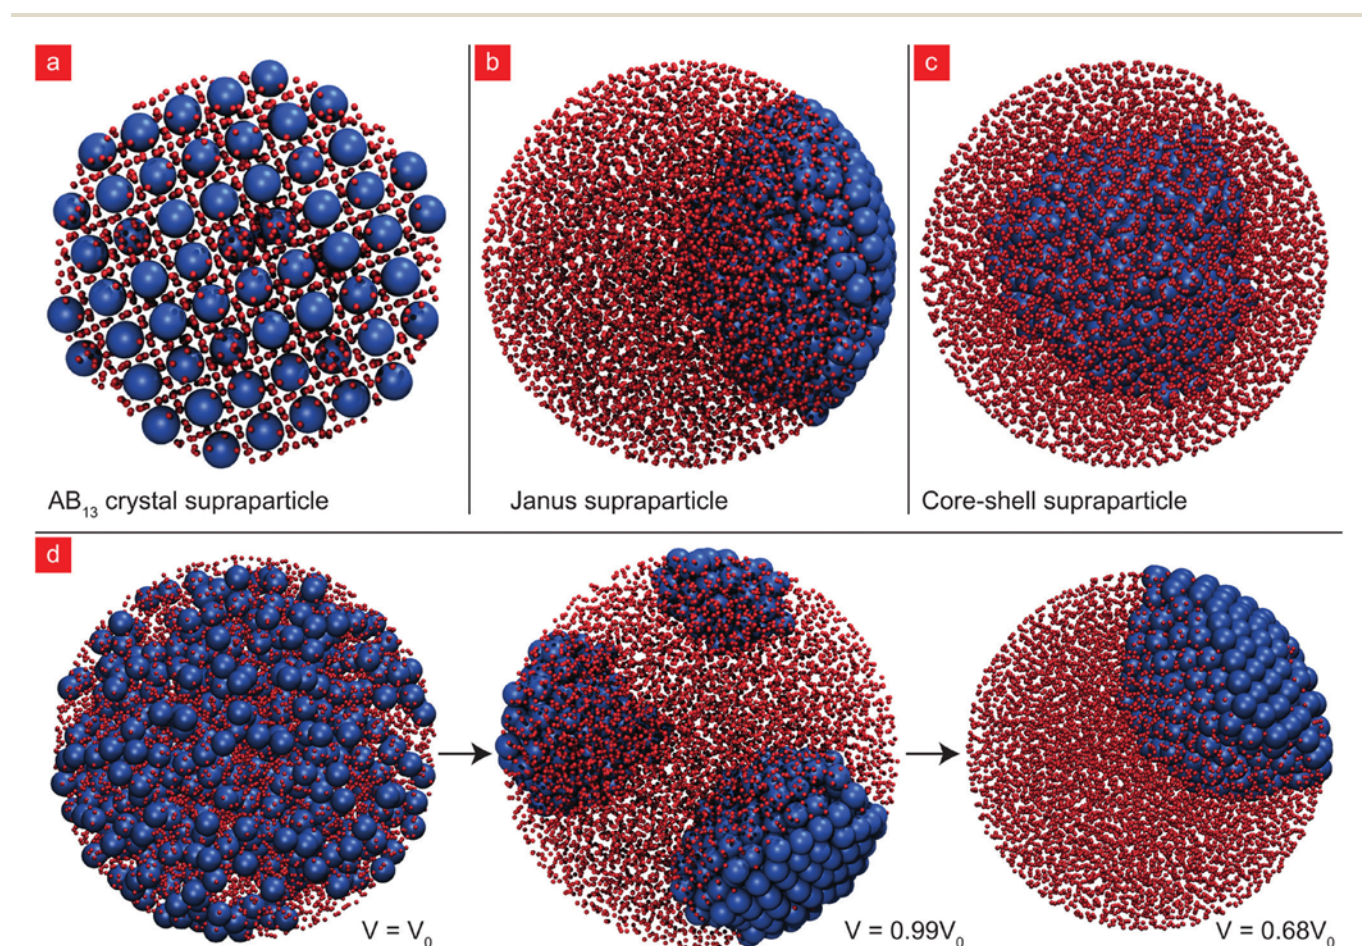 a
b
c
AB₁₃ crystal supraparticle
Janus supraparticle
Core-shell supraparticle
d
V = V₀
V = 0.99V₀
V = 0.68V₀